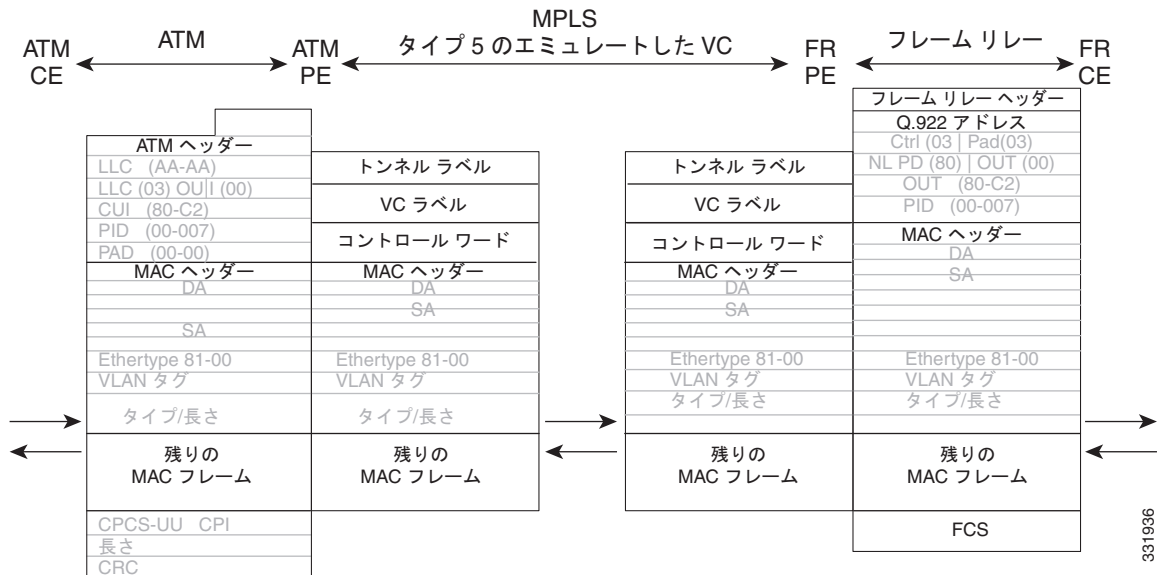 MPLS
タイプ 5 のエミュレートした VC
ATM
CE
ATM
ATM
PE
FR
PE
フレーム リレー
FR
CE
ATM ヘッダー
LLC (AA-AA)
LLC (03) OU|I (00)
CUI (80-C2)
PID (00-007)
PAD (00-00)
MAC ヘッダー
DA
SA
Ethertype 81-00
VLAN タグ
タイプ/長さ
残りの
MAC フレーム
CPCS-UU CPI
長さ
CRC
トンネル ラベル
VC ラベル
コントロール ワード
MAC ヘッダー
DA
SA
Ethertype 81-00
VLAN タグ
タイプ/長さ
残りの
MAC フレーム
トンネル ラベル
VC ラベル
コントロール ワード
MAC ヘッダー
DA
SA
Ethertype 81-00
VLAN タグ
タイプ/長さ
残りの
MAC フレーム
フレーム リレー ヘッダー
Q.922 アドレス
Ctrl (03 | Pad(03)
NL PD (80) | OUT (00)
OUT (80-C2)
PID (00-007)
MAC ヘッダー
DA
SA
Ethertype 81-00
VLAN タグ
タイプ/長さ
残りの
MAC フレーム
FCS
331936